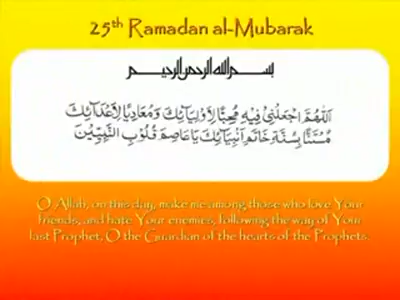 25th Ramadan al-Mubarak
بسم الله الرحمن الرحيم
اَللّٰهُمَّ اجْعَلْنِي فِيهِ مُحِبًّا لِأَوْلِيَائِكَ وَمُعَادِيًا لِأَعْدَائِكَ
مُسْتَنًّا بِسُنَّةِ خَاتَمِ أَنْبِيَائِكَ يَا عَاصِمَ قُلُوبِ النَّبِيِّينَ
O Allah, on this day, make me among those who love Your
friends, and hate Your enemies, following the way of Your
last Prophet, O the Guardian of the hearts of the Prophets.